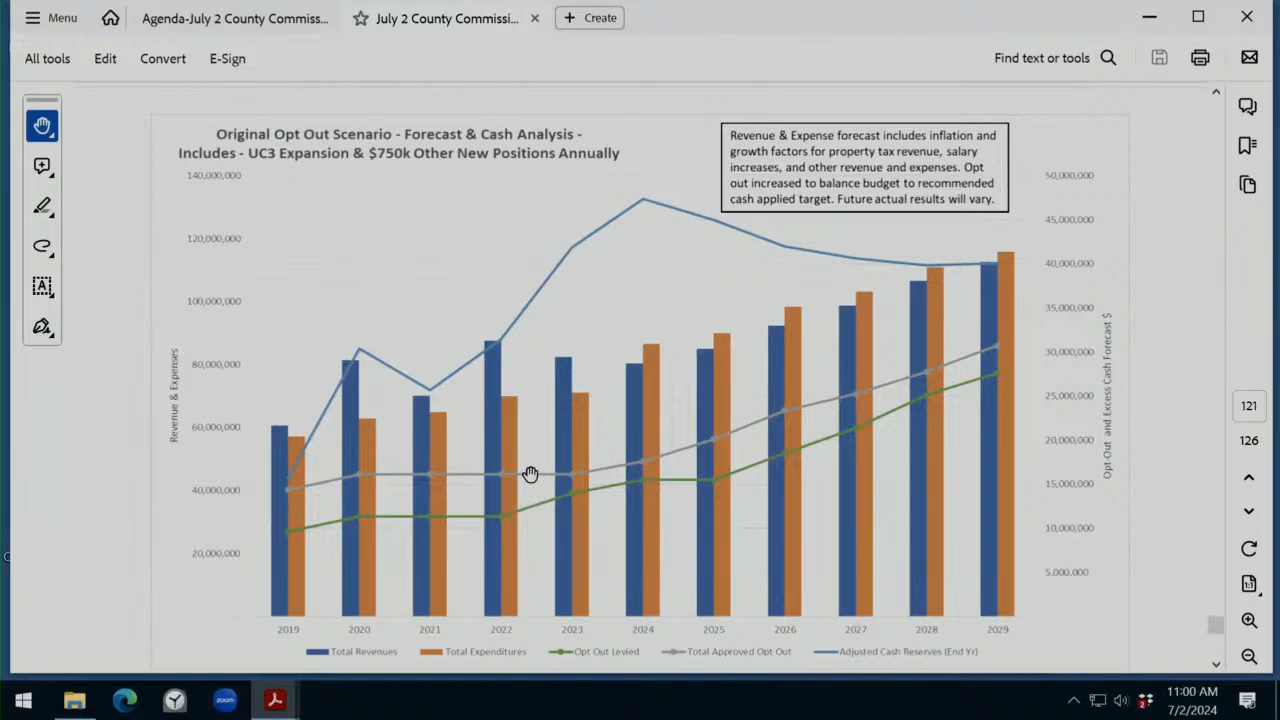 Menu
Agenda-July 2 County Commiss...
July 2 County Commissi...
Create
All tools
Edit
Convert
E-Sign
Find text or tools
Original Opt Out Scenario - Forecast & Cash Analysis -
Includes - UC3 Expansion & $750k Other New Positions Annually
Revenue & Expense forecast includes inflation and
growth factors for property tax revenue, salary
increases, and other revenue and expenses. Opt
out increased to balance budget to recommended
cash applied target. Future actual results will vary.
140,000,000
120,000,000
100,000,000
80,000,000
60,000,000
40,000,000
20,000,000
Revenue & Expenses
50,000,000
45,000,000
40,000,000
35,000,000
30,000,000
25,000,000
20,000,000
15,000,000
10,000,000
5,000,000
Opt-Out and Excess Cash Forecast $
2019 2020 2021 2022 2023 2024 2025 2026 2027 2028 2029
Total Revenues Total Expenditures Opt Out Levied Total Approved Opt Out Adjusted Cash Reserves (End Yr)
121
126
1:1
zoom
2
11:00 AM
7/2/2024